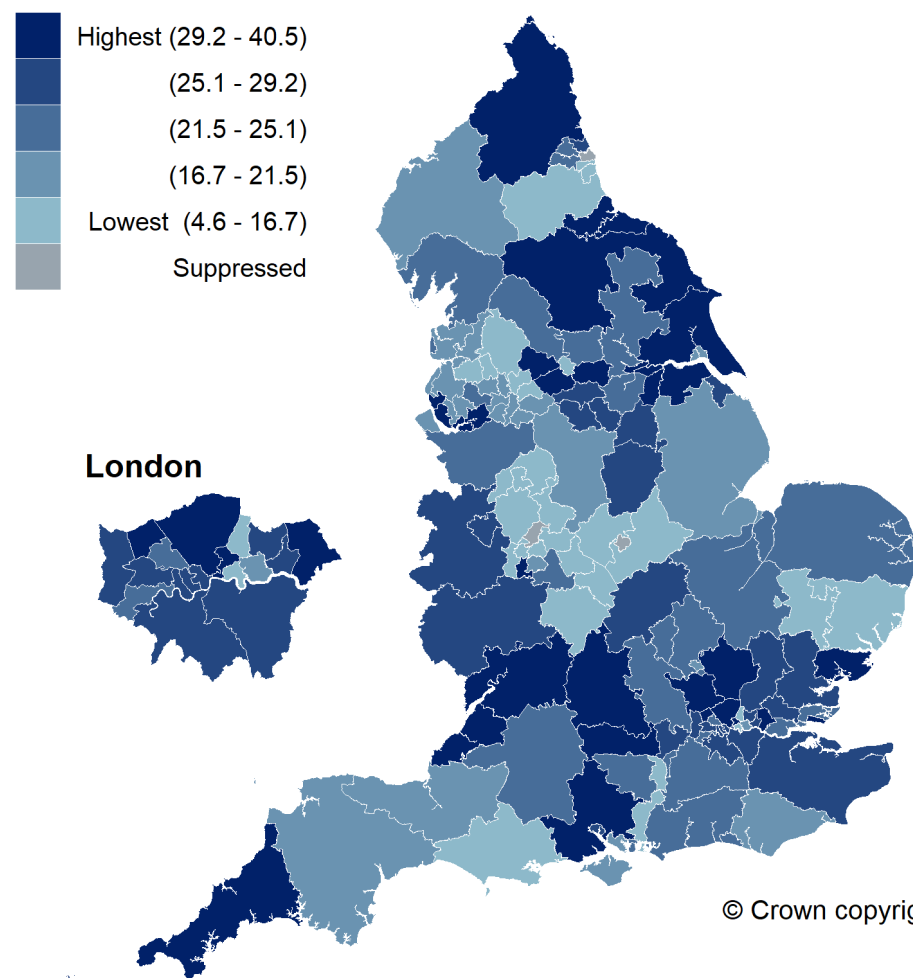 Highest (29.2 - 40.5)
(25.1 - 29.2)
(21.5 - 25.1)
(16.7 - 21.5)
Lowest (4.6 - 16.7)
Suppressed
London
© Crown copyrig